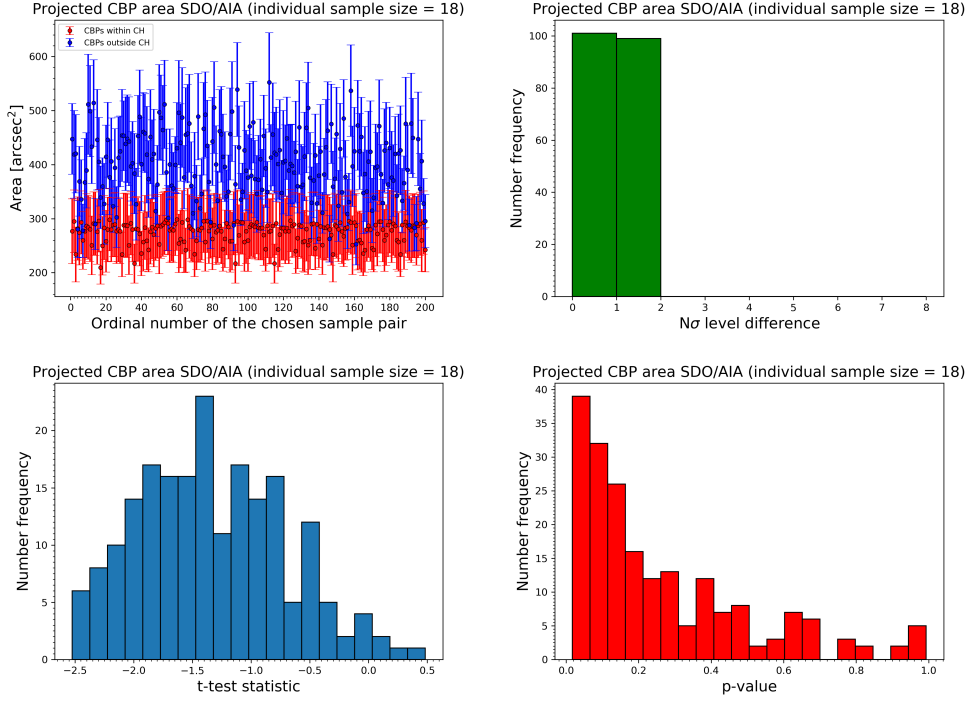 Projected CBP area SDO/AIA (individual sample size = 18)
CBPs within CH
CBPs outside CH
Area [arcsec²]
600
500
400
300
200
0 20 40 60 80 100 120 140 160 180 200
Ordinal number of the chosen sample pair
Projected CBP area SDO/AIA (individual sample size = 18)
Number frequency
100
80
60
40
20
0
0 1 2 3 4 5 6 7 8
Nσ level difference
Projected CBP area SDO/AIA (individual sample size = 18)
Number frequency
20
15
10
5
0
−2.5 −2.0 −1.5 −1.0 −0.5 0.0 0.5
t-test statistic
Projected CBP area SDO/AIA (individual sample size = 18)
Number frequency
40
35
30
25
20
15
10
5
0
0.0 0.2 0.4 0.6 0.8 1.0
p-value